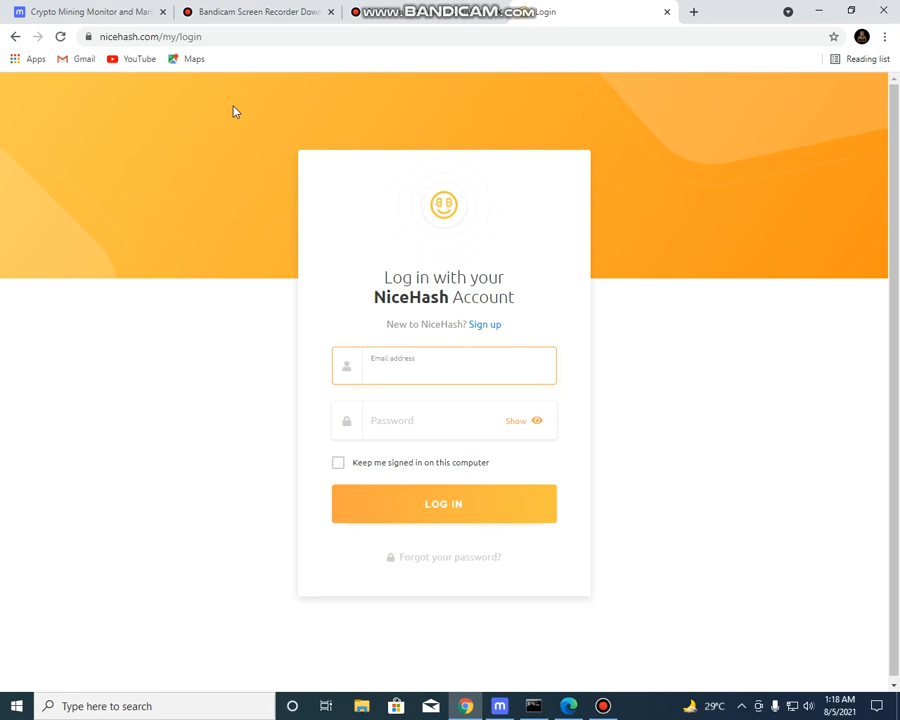 Crypto Mining Monitor and Man
Bandicam Screen Recorder Dow
www.BANDICAM.com
Login
nicehash.com/my/login
Apps
Gmail
YouTube
Maps
Reading list
Log in with your
NiceHash Account
New to NiceHash? Sign up
Email address
Password
Show
Keep me signed in on this computer
LOG IN
Forgot your password?
Type here to search
29°C
1:18 AM
8/5/2021